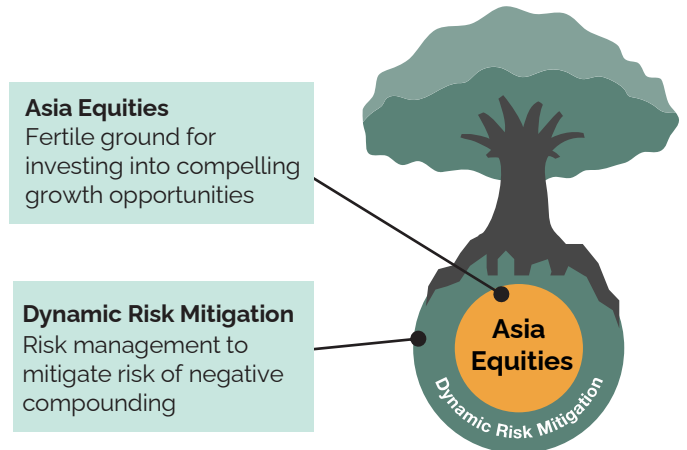 Asia Equities
Fertile ground for
investing into compelling
growth opportunities
Dynamic Risk Mitigation
Risk management to
mitigate risk of negative
compounding
Asia
Equities
Dynamic Risk Mitigation